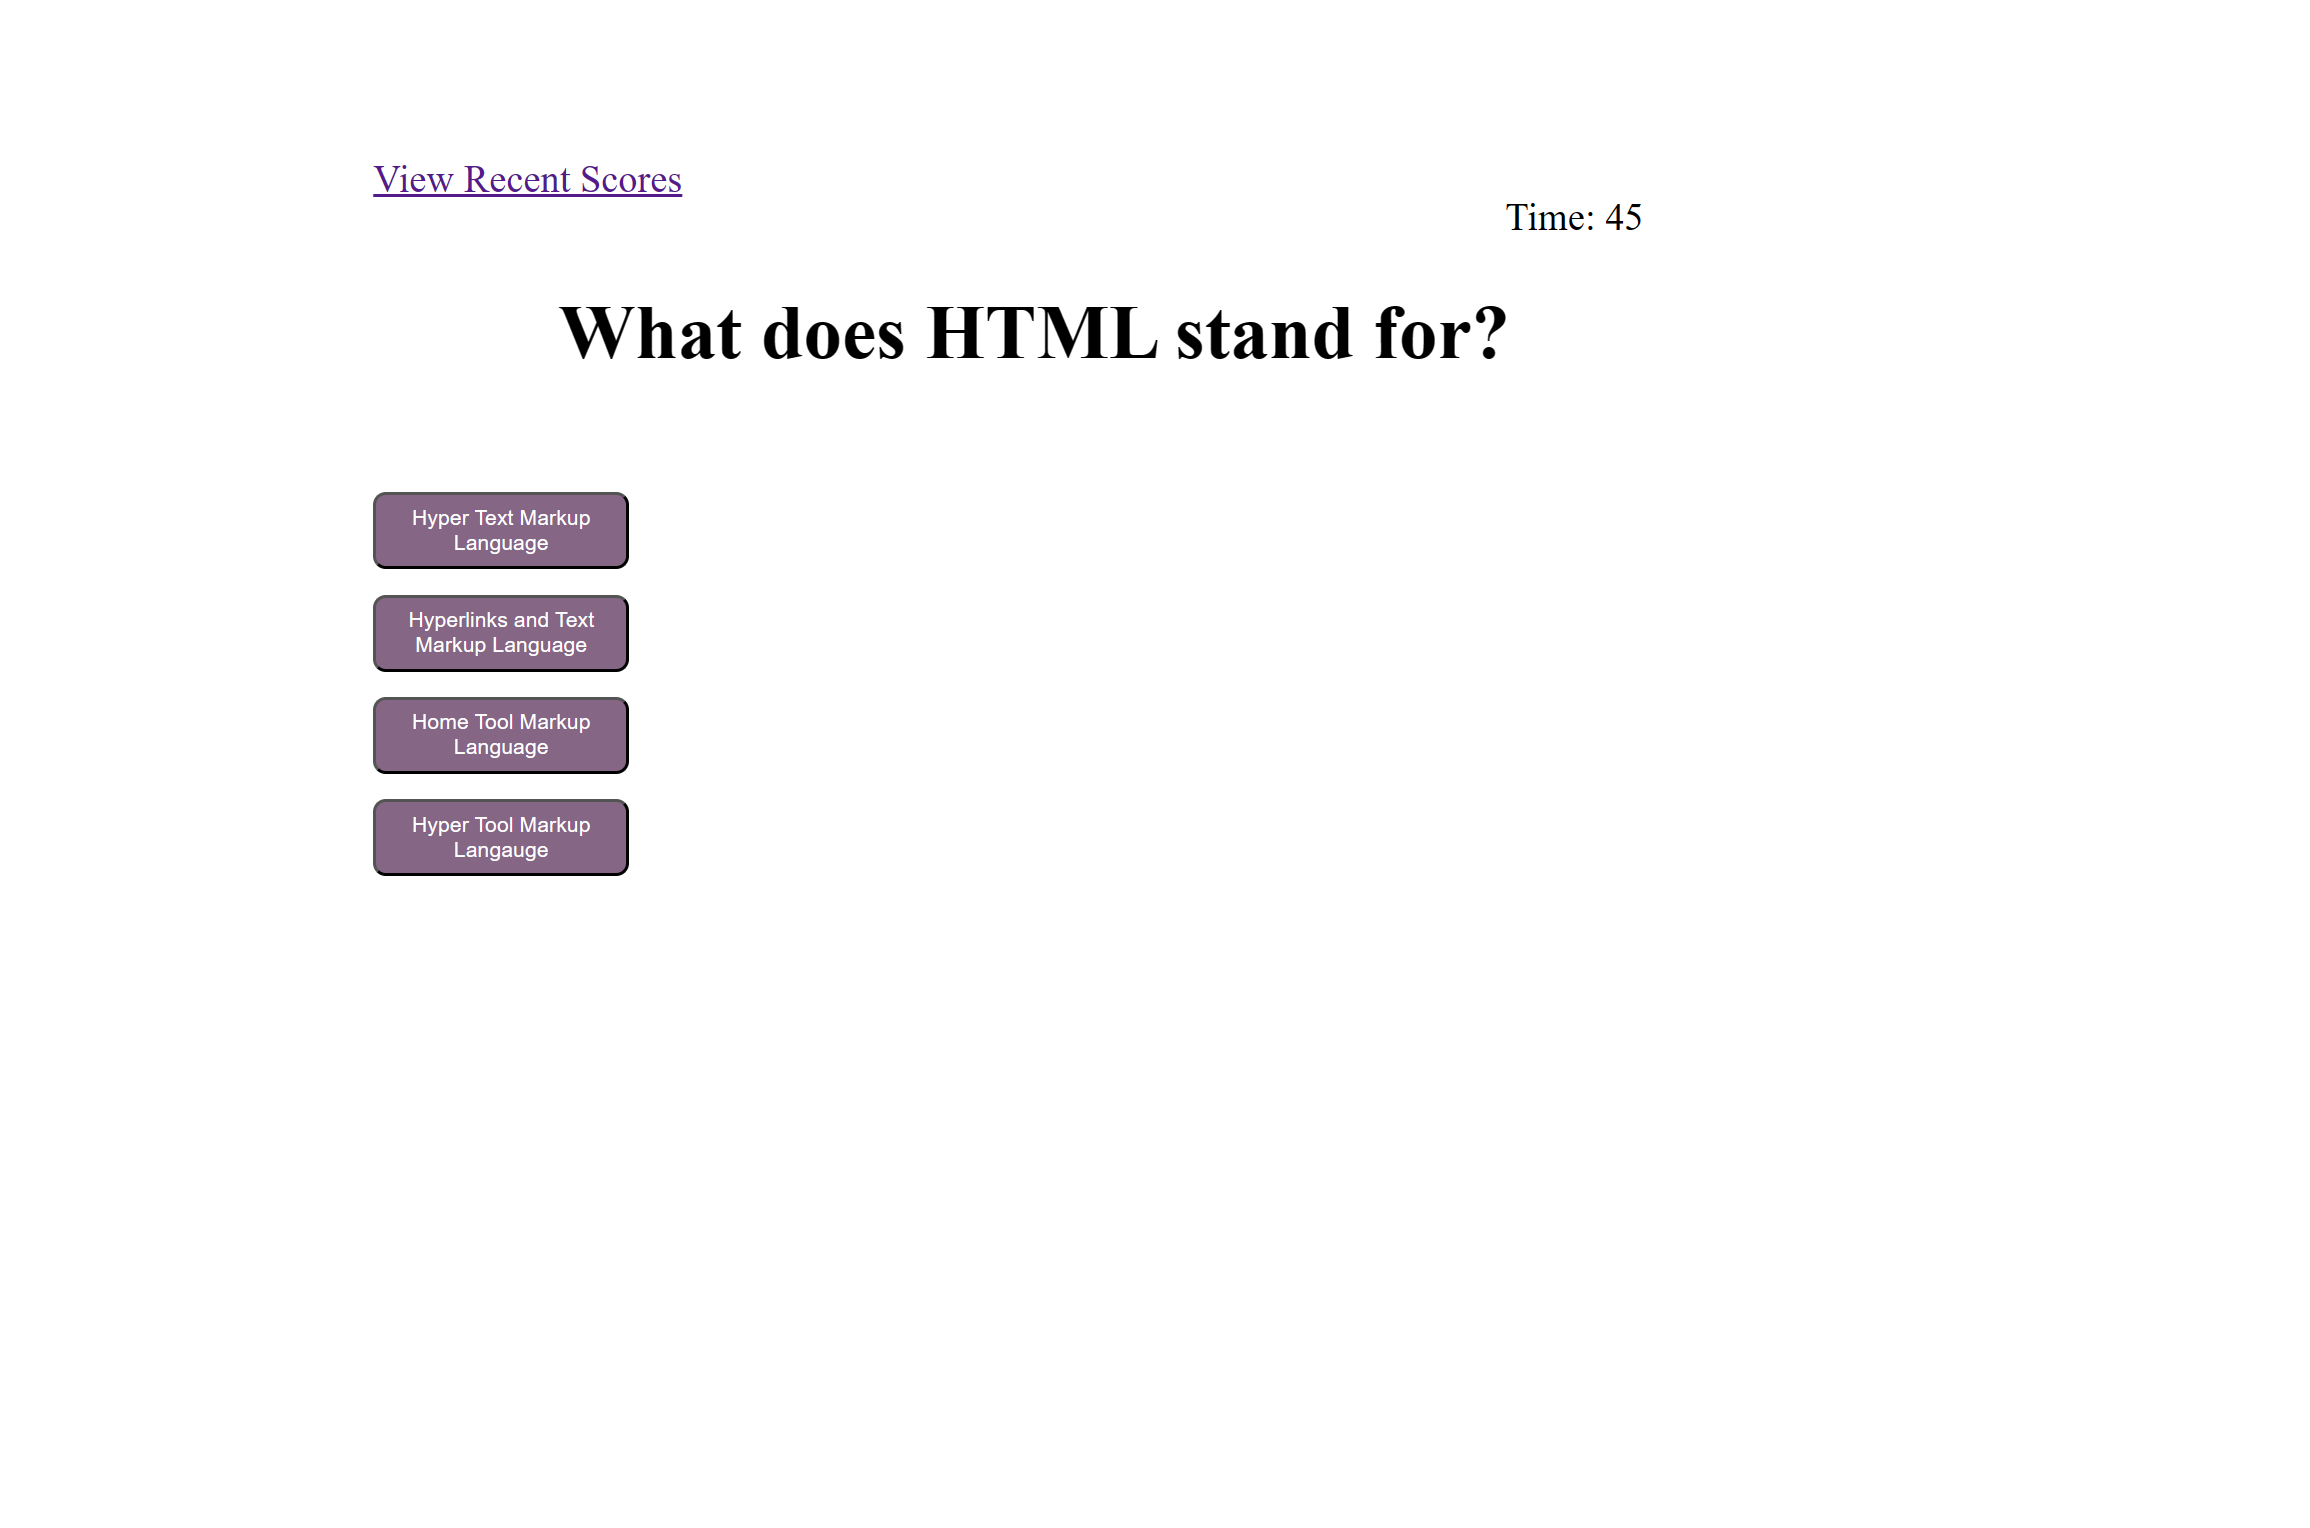 View Recent Scores
Time: 45
What does HTML stand for?
Hyper Text Markup
Language
Hyperlinks and Text
Markup Language
Home Tool Markup
Language
Hyper Tool Markup
Langauge